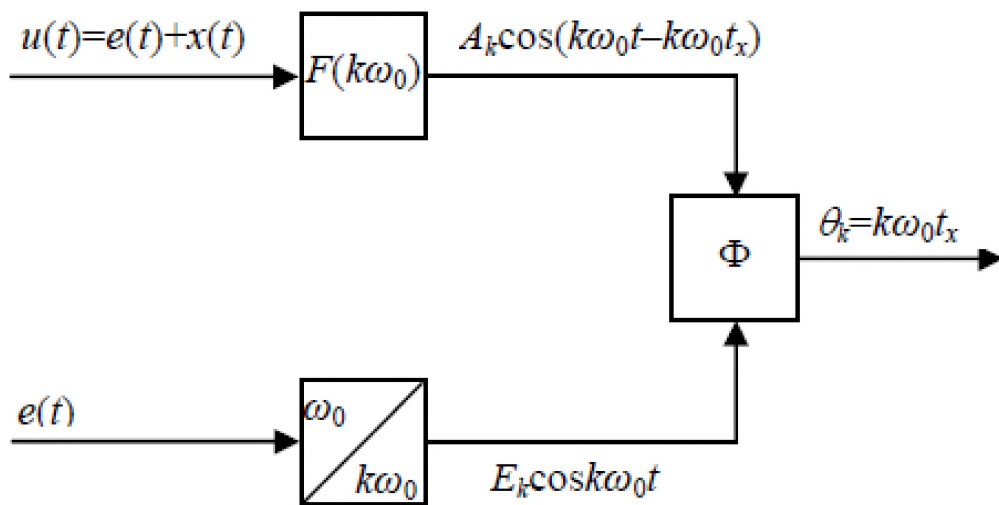 u(t)=e(t)+x(t)
F(kω₀)
Aₖcos(kω₀t–kω₀tₓ)
Φ
θₖ=kω₀tₓ
e(t)
ω₀
kω₀
Eₖcoskω₀t